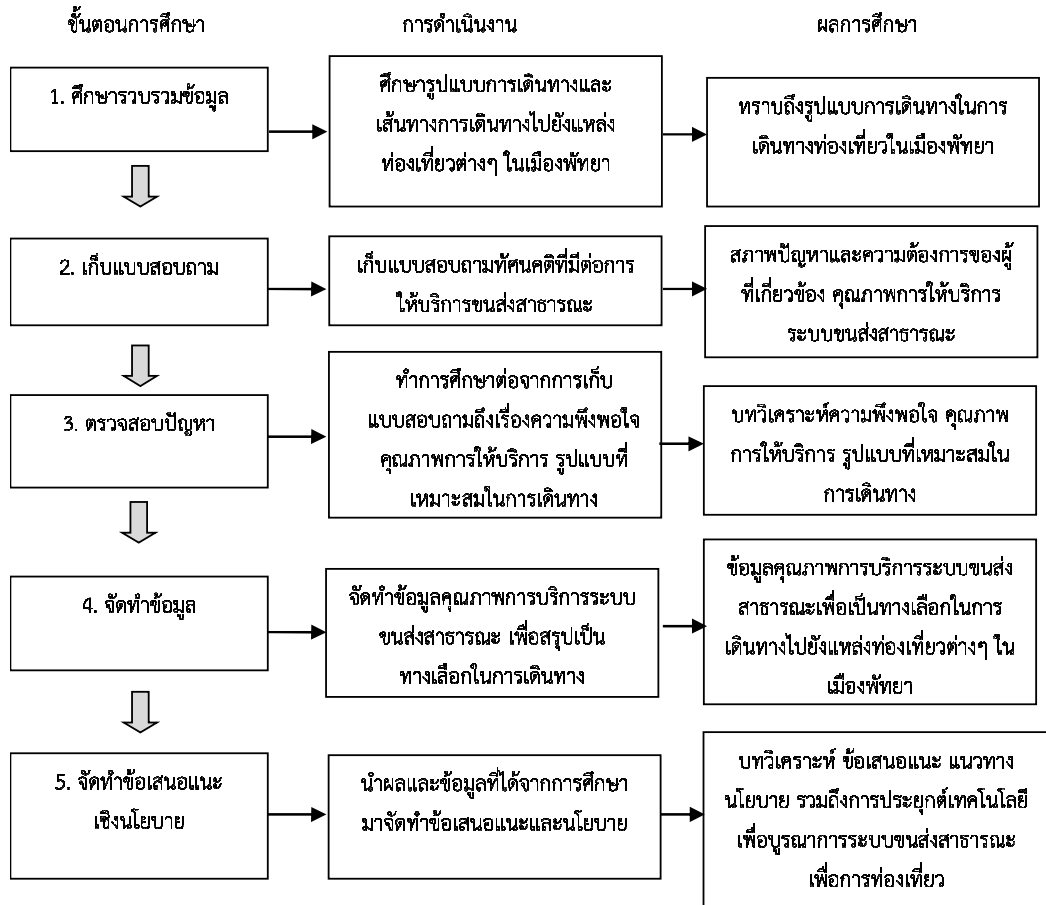 ขั้นตอนการศึกษา
การดำเนินงาน
ผลการศึกษา
1. ศึกษารวบรวมข้อมูล
ศึกษารูปแบบการเดินทางและ
เส้นทางการเดินทางไปยังแหล่ง
ท่องเที่ยวต่างๆ ในเมืองพัทยา
ทราบถึงรูปแบบการเดินทางในการ
เดินทางท่องเที่ยวในเมืองพัทยา
2. เก็บแบบสอบถาม
เก็บแบบสอบถามทัศนคติที่มีต่อการ
ให้บริการขนส่งสาธารณะ
สภาพปัญหาและความต้องการของผู้
ที่เกี่ยวข้อง คุณภาพการให้บริการ
ระบบขนส่งสาธารณะ
3. ตรวจสอบปัญหา
ทำการศึกษาต่อจากการเก็บ
แบบสอบถามถึงเรื่องความพึงพอใจ
คุณภาพการให้บริการ รูปแบบที่
เหมาะสมในการเดินทาง
บทวิเคราะห์ความพึงพอใจ คุณภาพ
การให้บริการ รูปแบบที่เหมาะสมใน
การเดินทาง
4. จัดทำข้อมูล
จัดทำข้อมูลคุณภาพการบริการระบบ
ขนส่งสาธารณะ เพื่อสรุปเป็น
ทางเลือกในการเดินทาง
ข้อมูลคุณภาพการบริการระบบขนส่ง
สาธารณะเพื่อเป็นทางเลือกในการ
เดินทางไปยังแหล่งท่องเที่ยวต่างๆ ใน
เมืองพัทยา
5. จัดทำข้อเสนอแนะ
เชิงนโยบาย
นำผลและข้อมูลที่ได้จากการศึกษา
มาจัดทำข้อเสนอแนะและนโยบาย
บทวิเคราะห์ ข้อเสนอแนะ แนวทาง
นโยบาย รวมถึงการประยุกต์เทคโนโลยี
เพื่อบูรณาการระบบขนส่งสาธารณะ
เพื่อการท่องเที่ยว